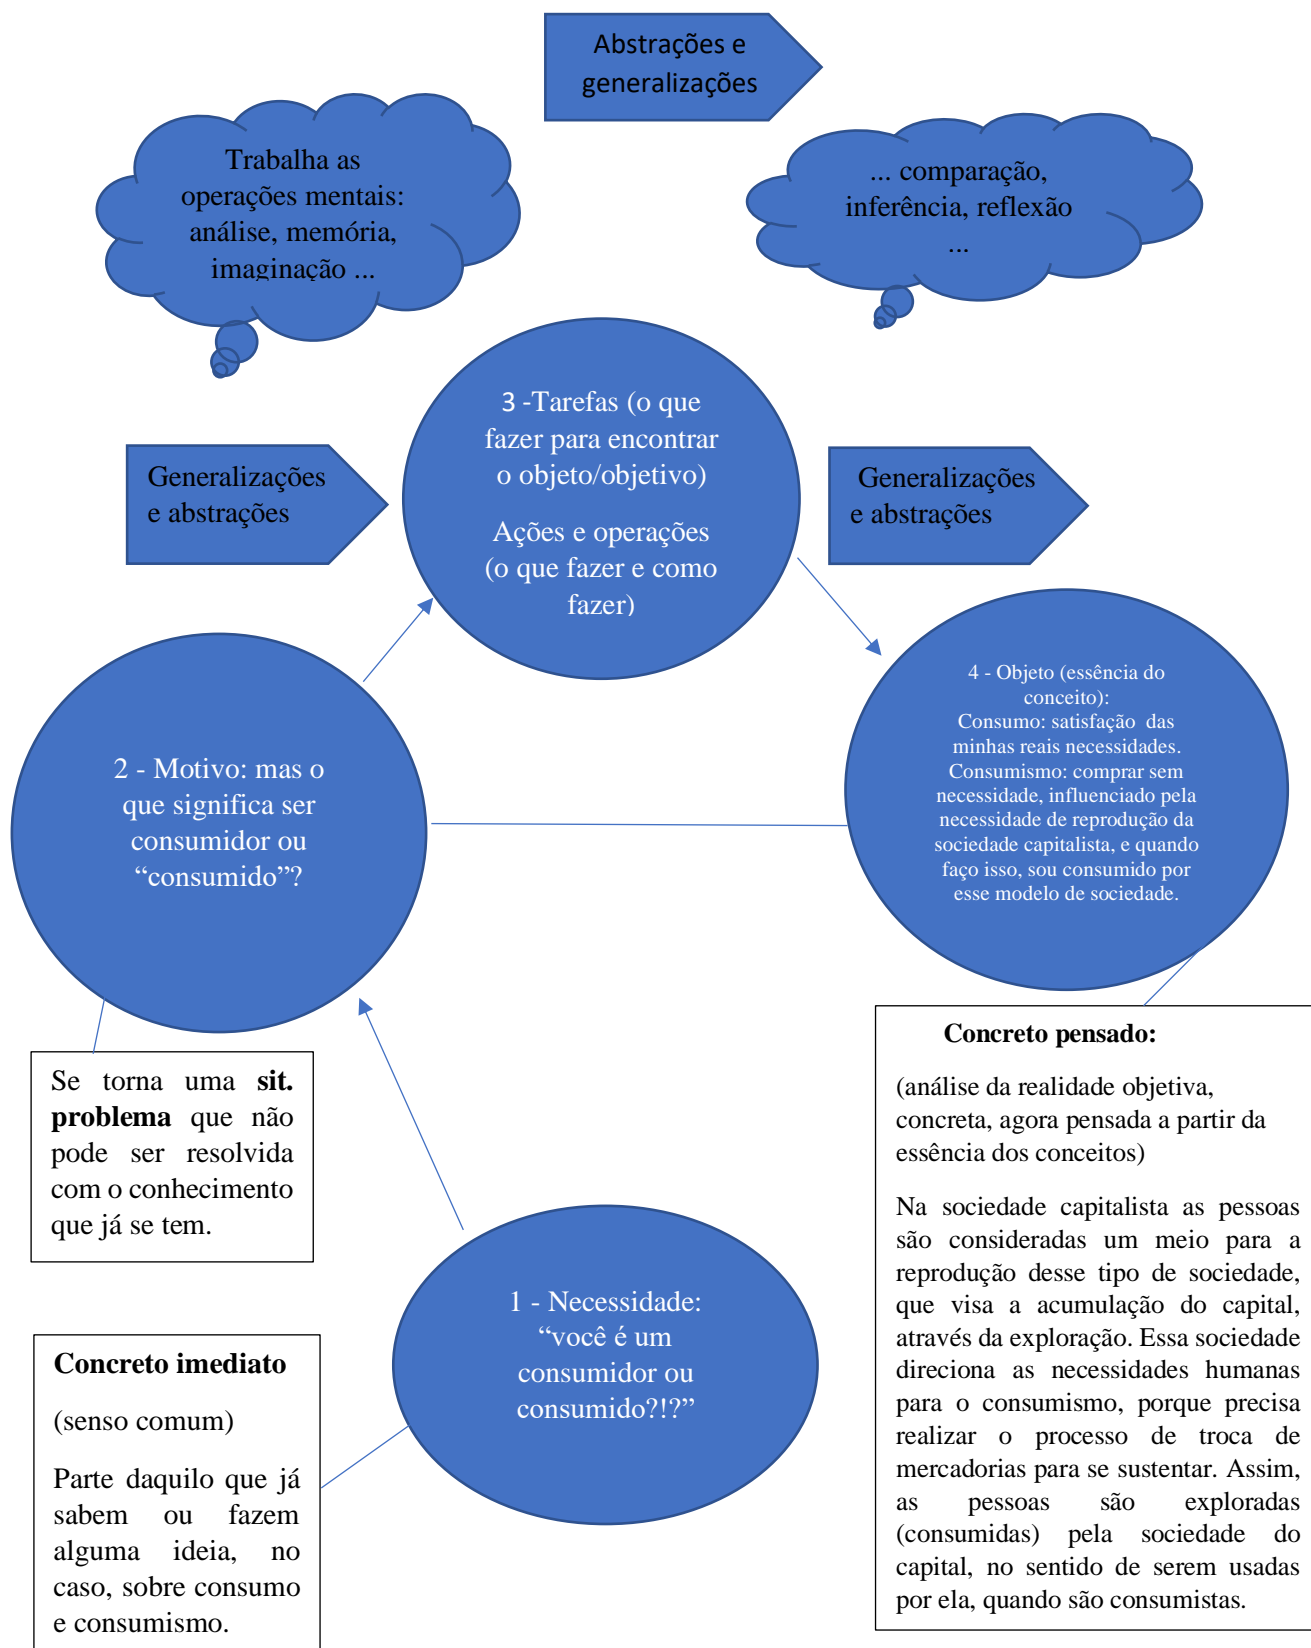 Abstrações e
generalizações
Trabalha as
operações mentais:
análise, memória,
imaginação ...
... comparação,
inferência, reflexão
...
3 -Tarefas (o que
fazer para encontrar
o objeto/objetivo)
Ações e operações
(o que fazer e como
fazer)
Generalizações
e abstrações
Generalizações
e abstrações
2 - Motivo: mas o
que significa ser
consumidor ou
“consumido”?
4 - Objeto (essência do
conceito):
Consumo: satisfação das
minhas reais necessidades.
Consumismo: comprar sem
necessidade, influenciado pela
necessidade de reprodução da
sociedade capitalista, e quando
faço isso, sou consumido por
esse modelo de sociedade.
Se torna uma sit.
problema que não
pode ser resolvida
com o conhecimento
que já se tem.
Concreto pensado:
(análise da realidade objetiva,
concreta, agora pensada a partir da
essência dos conceitos)
Na sociedade capitalista as pessoas
são consideradas um meio para a
reprodução desse tipo de sociedade,
que visa a acumulação do capital,
através da exploração. Essa sociedade
direciona as necessidades humanas
para o consumismo, porque precisa
realizar o processo de troca de
mercadorias para se sustentar. Assim,
as pessoas são exploradas
(consumidas) pela sociedade do
capital, no sentido de serem usadas
por ela, quando são consumistas.
1 - Necessidade:
“você é um
consumidor ou
consumido?!?”
Concreto imediato
(senso comum)
Parte daquilo que já
sabem ou fazem
alguma ideia, no
caso, sobre consumo
e consumismo.